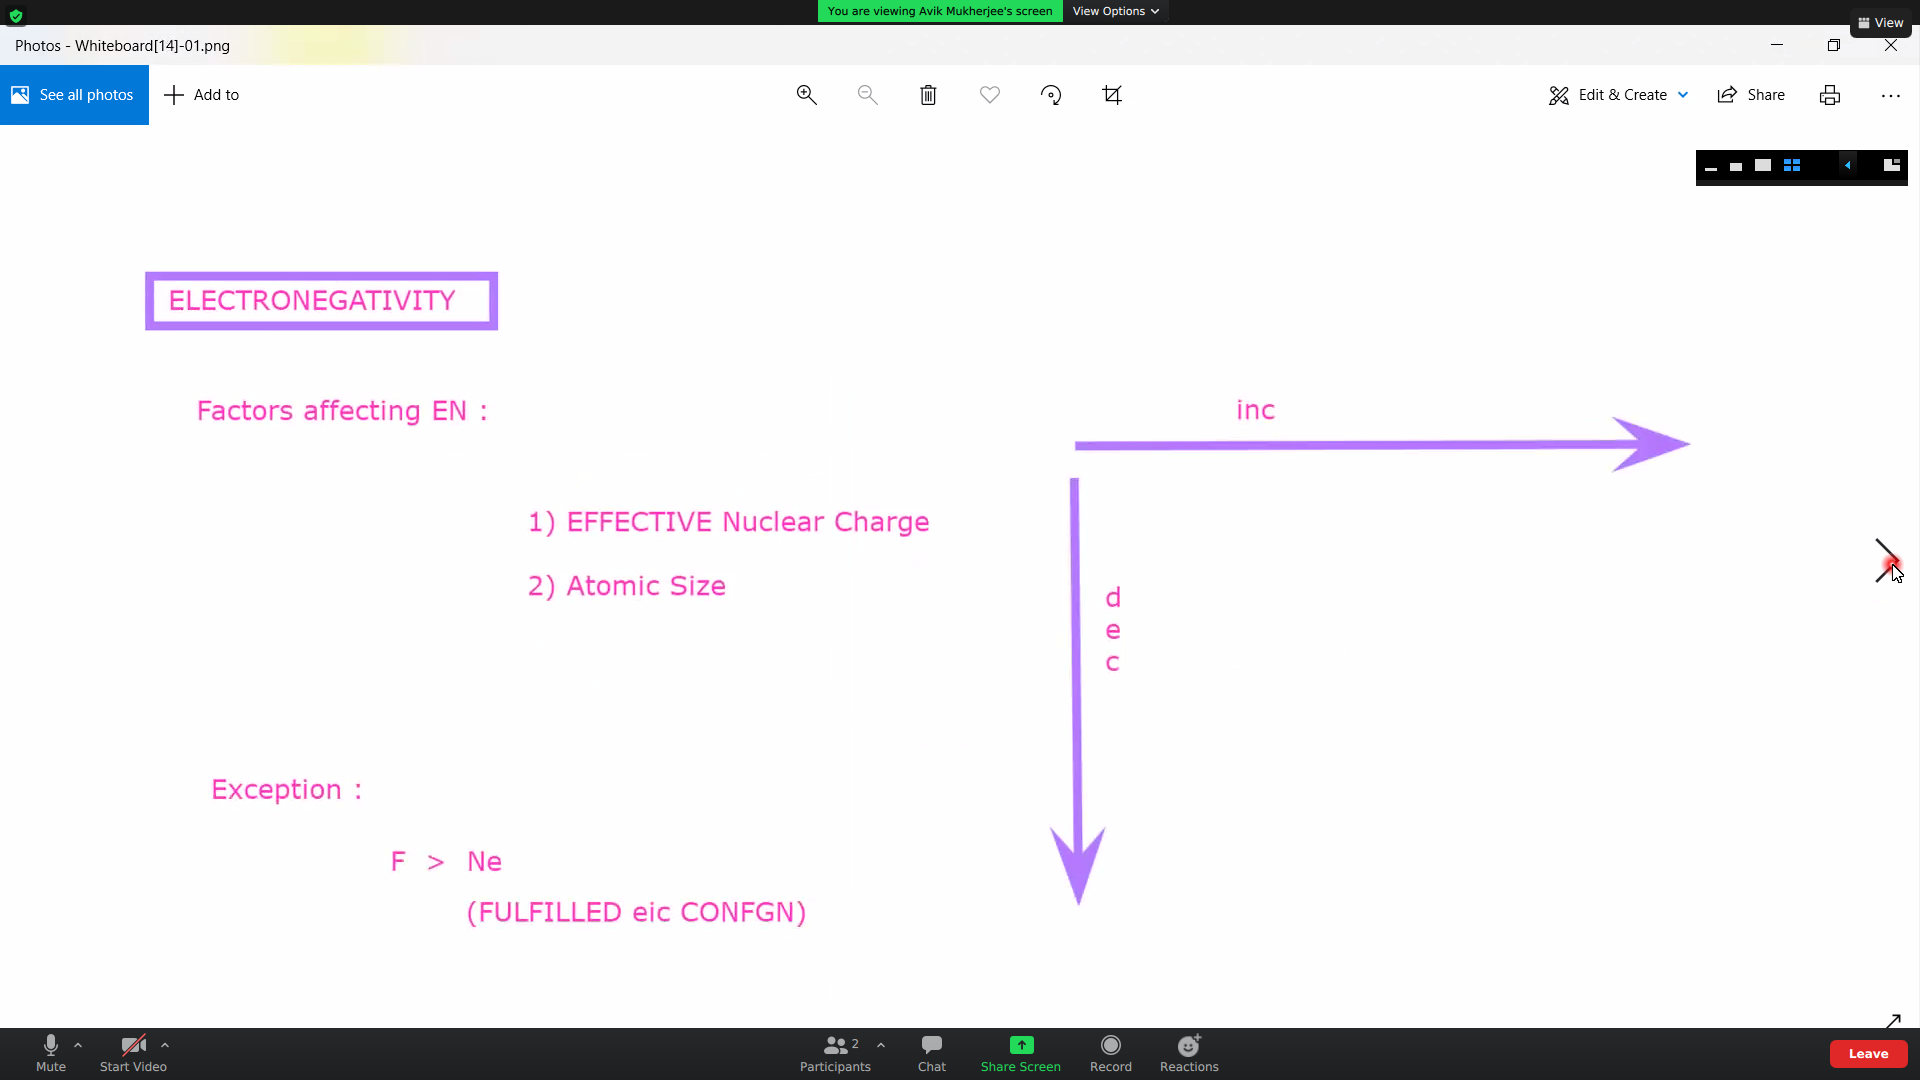 You are viewing Avik Mukherjee's screen View Options
View
Photos - Whiteboard[14]-01.png
See all photos
Add to
Edit & Create
Share
ELECTRONEGATIVITY
Factors affecting EN :
inc
1) EFFECTIVE Nuclear Charge
2) Atomic Size
d
e
c
Exception :
F > Ne
(FULFILLED eic CONFGN)
Mute
Start Video
Participants 2
Chat
Share Screen
Record
Reactions
Leave